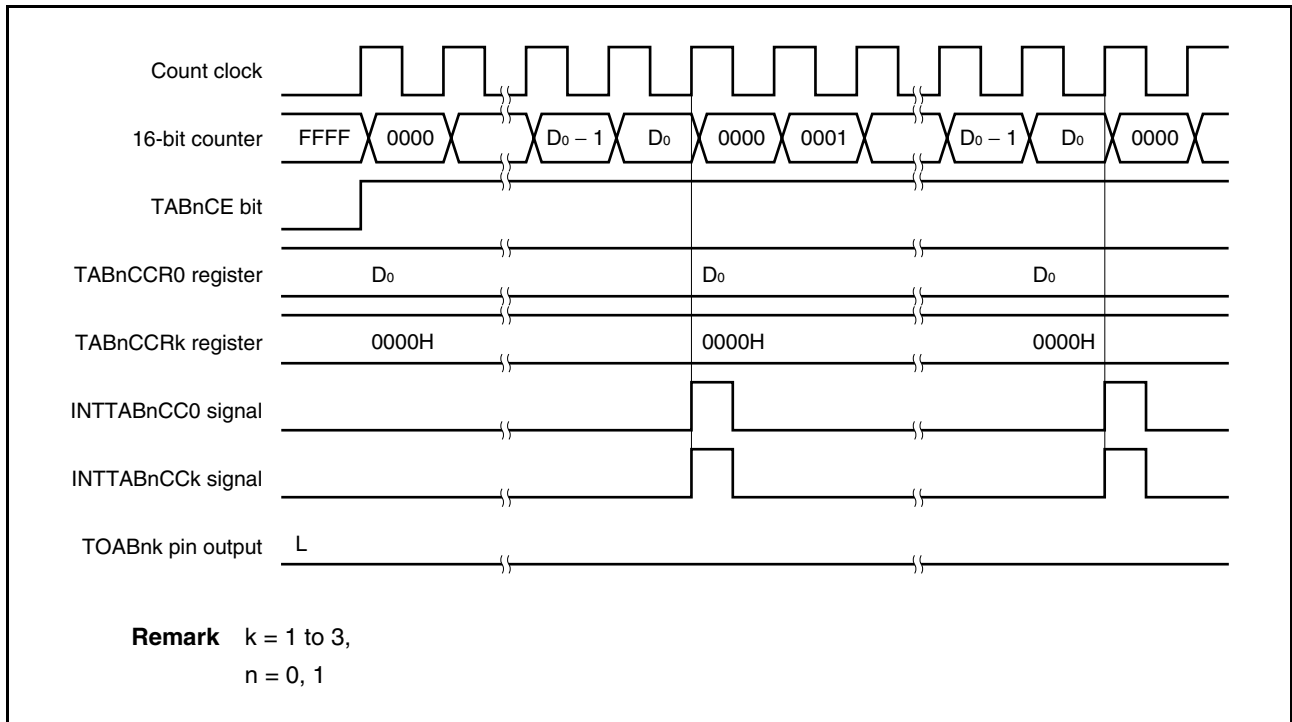 Count clock
16-bit counter FFFF 0000 D0 − 1 D0 0000 0001 D0 − 1 D0 0000
TABnCE bit
TABnCCR0 register D0 D0 D0
TABnCCRk register 0000H 0000H 0000H
INTTABnCC0 signal
INTTABnCCk signal
TOABnk pin output L
Remark k = 1 to 3,
n = 0, 1